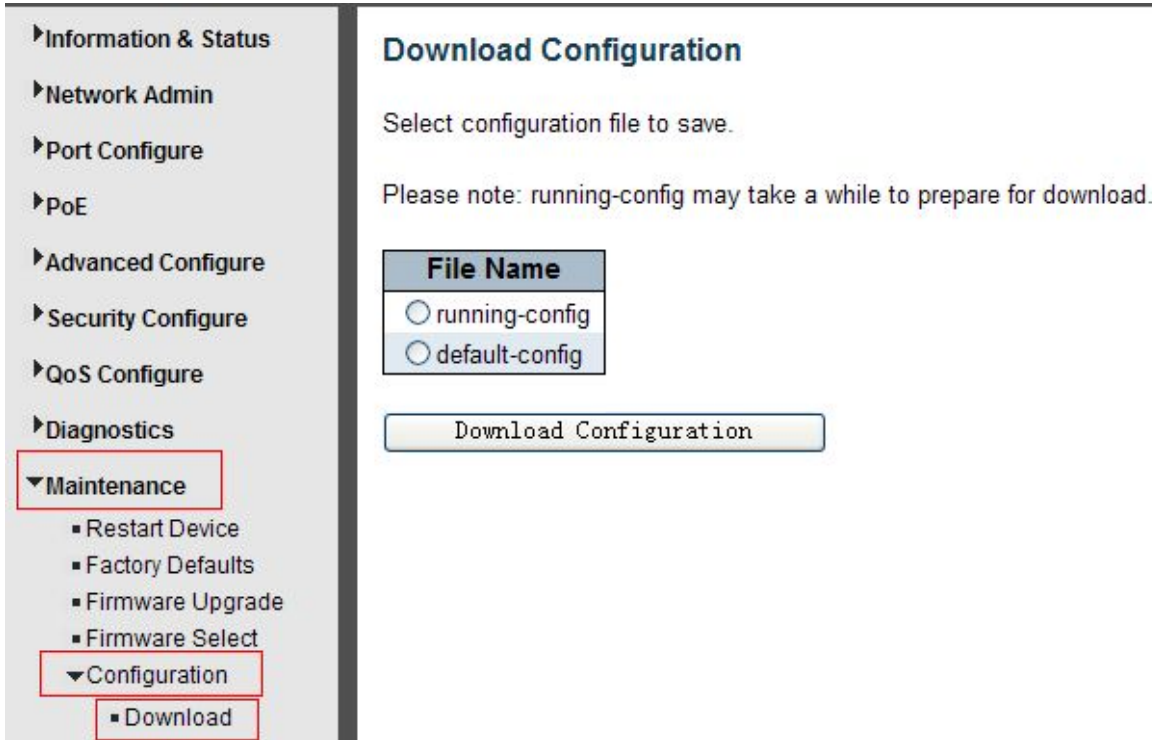 Information & Status
Network Admin
Port Configure
PoE
Advanced Configure
Security Configure
QoS Configure
Diagnostics
Maintenance
Restart Device
Factory Defaults
Firmware Upgrade
Firmware Select
Configuration
Download
Download Configuration
Select configuration file to save.
Please note: running-config may take a while to prepare for download.
File Name
running-config
default-config
Download Configuration